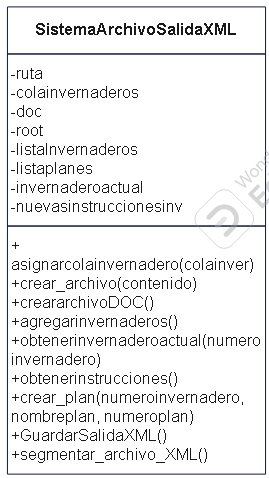 SistemaArchivoSalidaXML
-ruta
-colainvernaderos
-doc
-root
-listaInvernaderos
-listaplanes
-invernaderoactual
-nuevasinstruccionesinv
+
asignarcolainvernadero(colainver)
+crear_archivo(contenido)
+creararchivoDOC()
+agregarinvernaderos()
+obtenerinvernaderoactual(numero
invernadero)
+obtenerinstrucciones()
+crear_plan(numeroinvernadero,
nombreplan, numeroplan)
+GuardarSalidaXML()
+segmentar_archivo_XML()